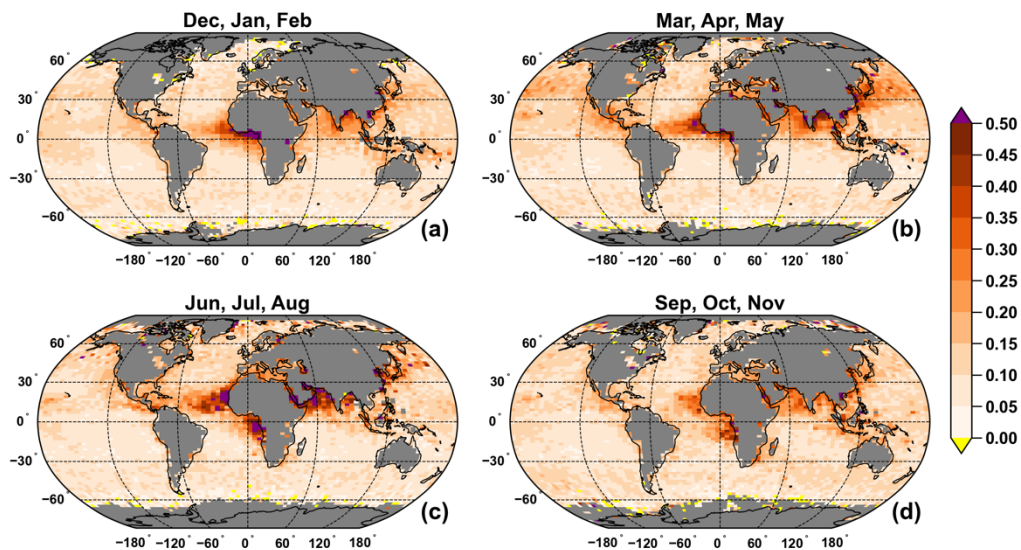 Dec, Jan, Feb
Mar, Apr, May
60°
30°
0°
−30°
−60°
(a)
−180 −120 −60 0 60 120 180°
60°
30°
0°
−30°
−60°
(b)
−180 −120 −60 0 60 120 180°
Jun, Jul, Aug
Sep, Oct, Nov
60°
30°
0°
−30°
−60°
(c)
−180 −120 −60 0 60 120 180°
60°
30°
0°
−30°
−60°
(d)
−180 −120 −60 0 60 120 180°
0.50
0.45
0.40
0.35
0.30
0.25
0.20
0.15
0.10
0.05
0.00